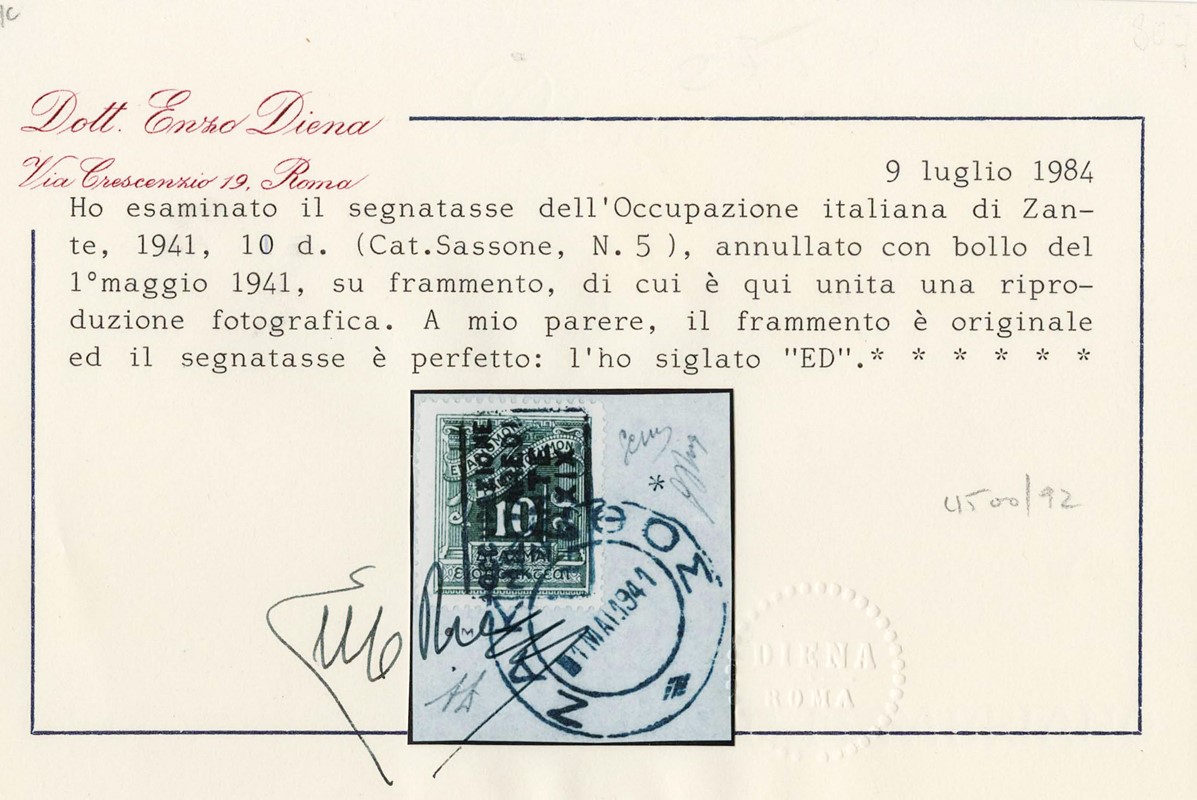 Dott. Enzo Diena
Via Crescenzio 19, Roma
9 luglio 1984
Ho esaminato il segnatasse dell'Occupazione italiana di Zan-
te, 1941, 10 d. (Cat.Sassone, N. 5 ), annullato con bollo del
1°maggio 1941, su frammento, di cui è qui unita una ripro-
duzione fotografica. A mio parere, il frammento è originale
ed il segnatasse è perfetto: l'ho siglato "ED".* * * * * * *
10
*
1 MAI 1941
4500/92
DIENA
ROMA